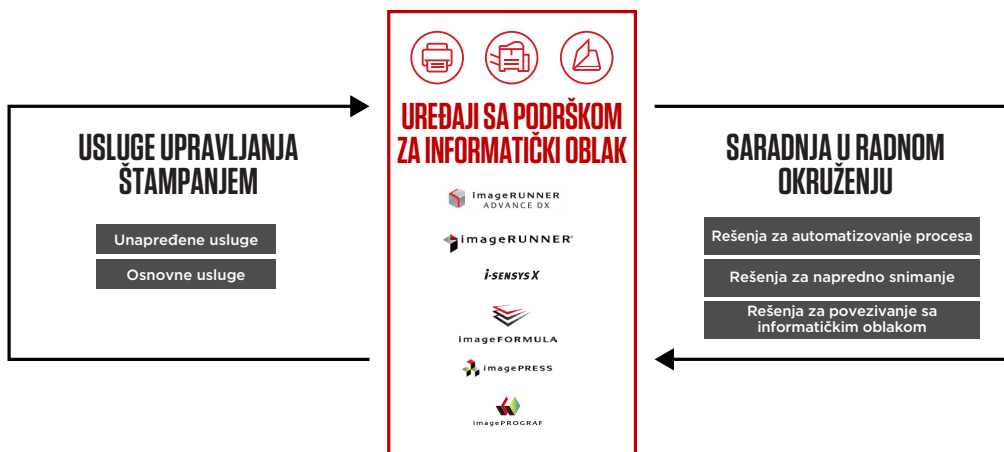 USLUGE UPRAVLJANJA
ŠTAMPANJEM
Unapređene usluge
Osnovne usluge
UREĐAJI SA PODRŠKOM
ZA INFORMATIČKI OBLAK
imageRUNNER
ADVANCE DX
imageRUNNER®
i-SENSYS X
imageFORMULA
imagePRESS
imagePROGRAF
SARADNJA U RADNOM
OKRUŽENJU
Rešenja za automatizovanje procesa
Rešenja za napredno snimanje
Rešenja za povezivanje sa
informatičkim oblakom